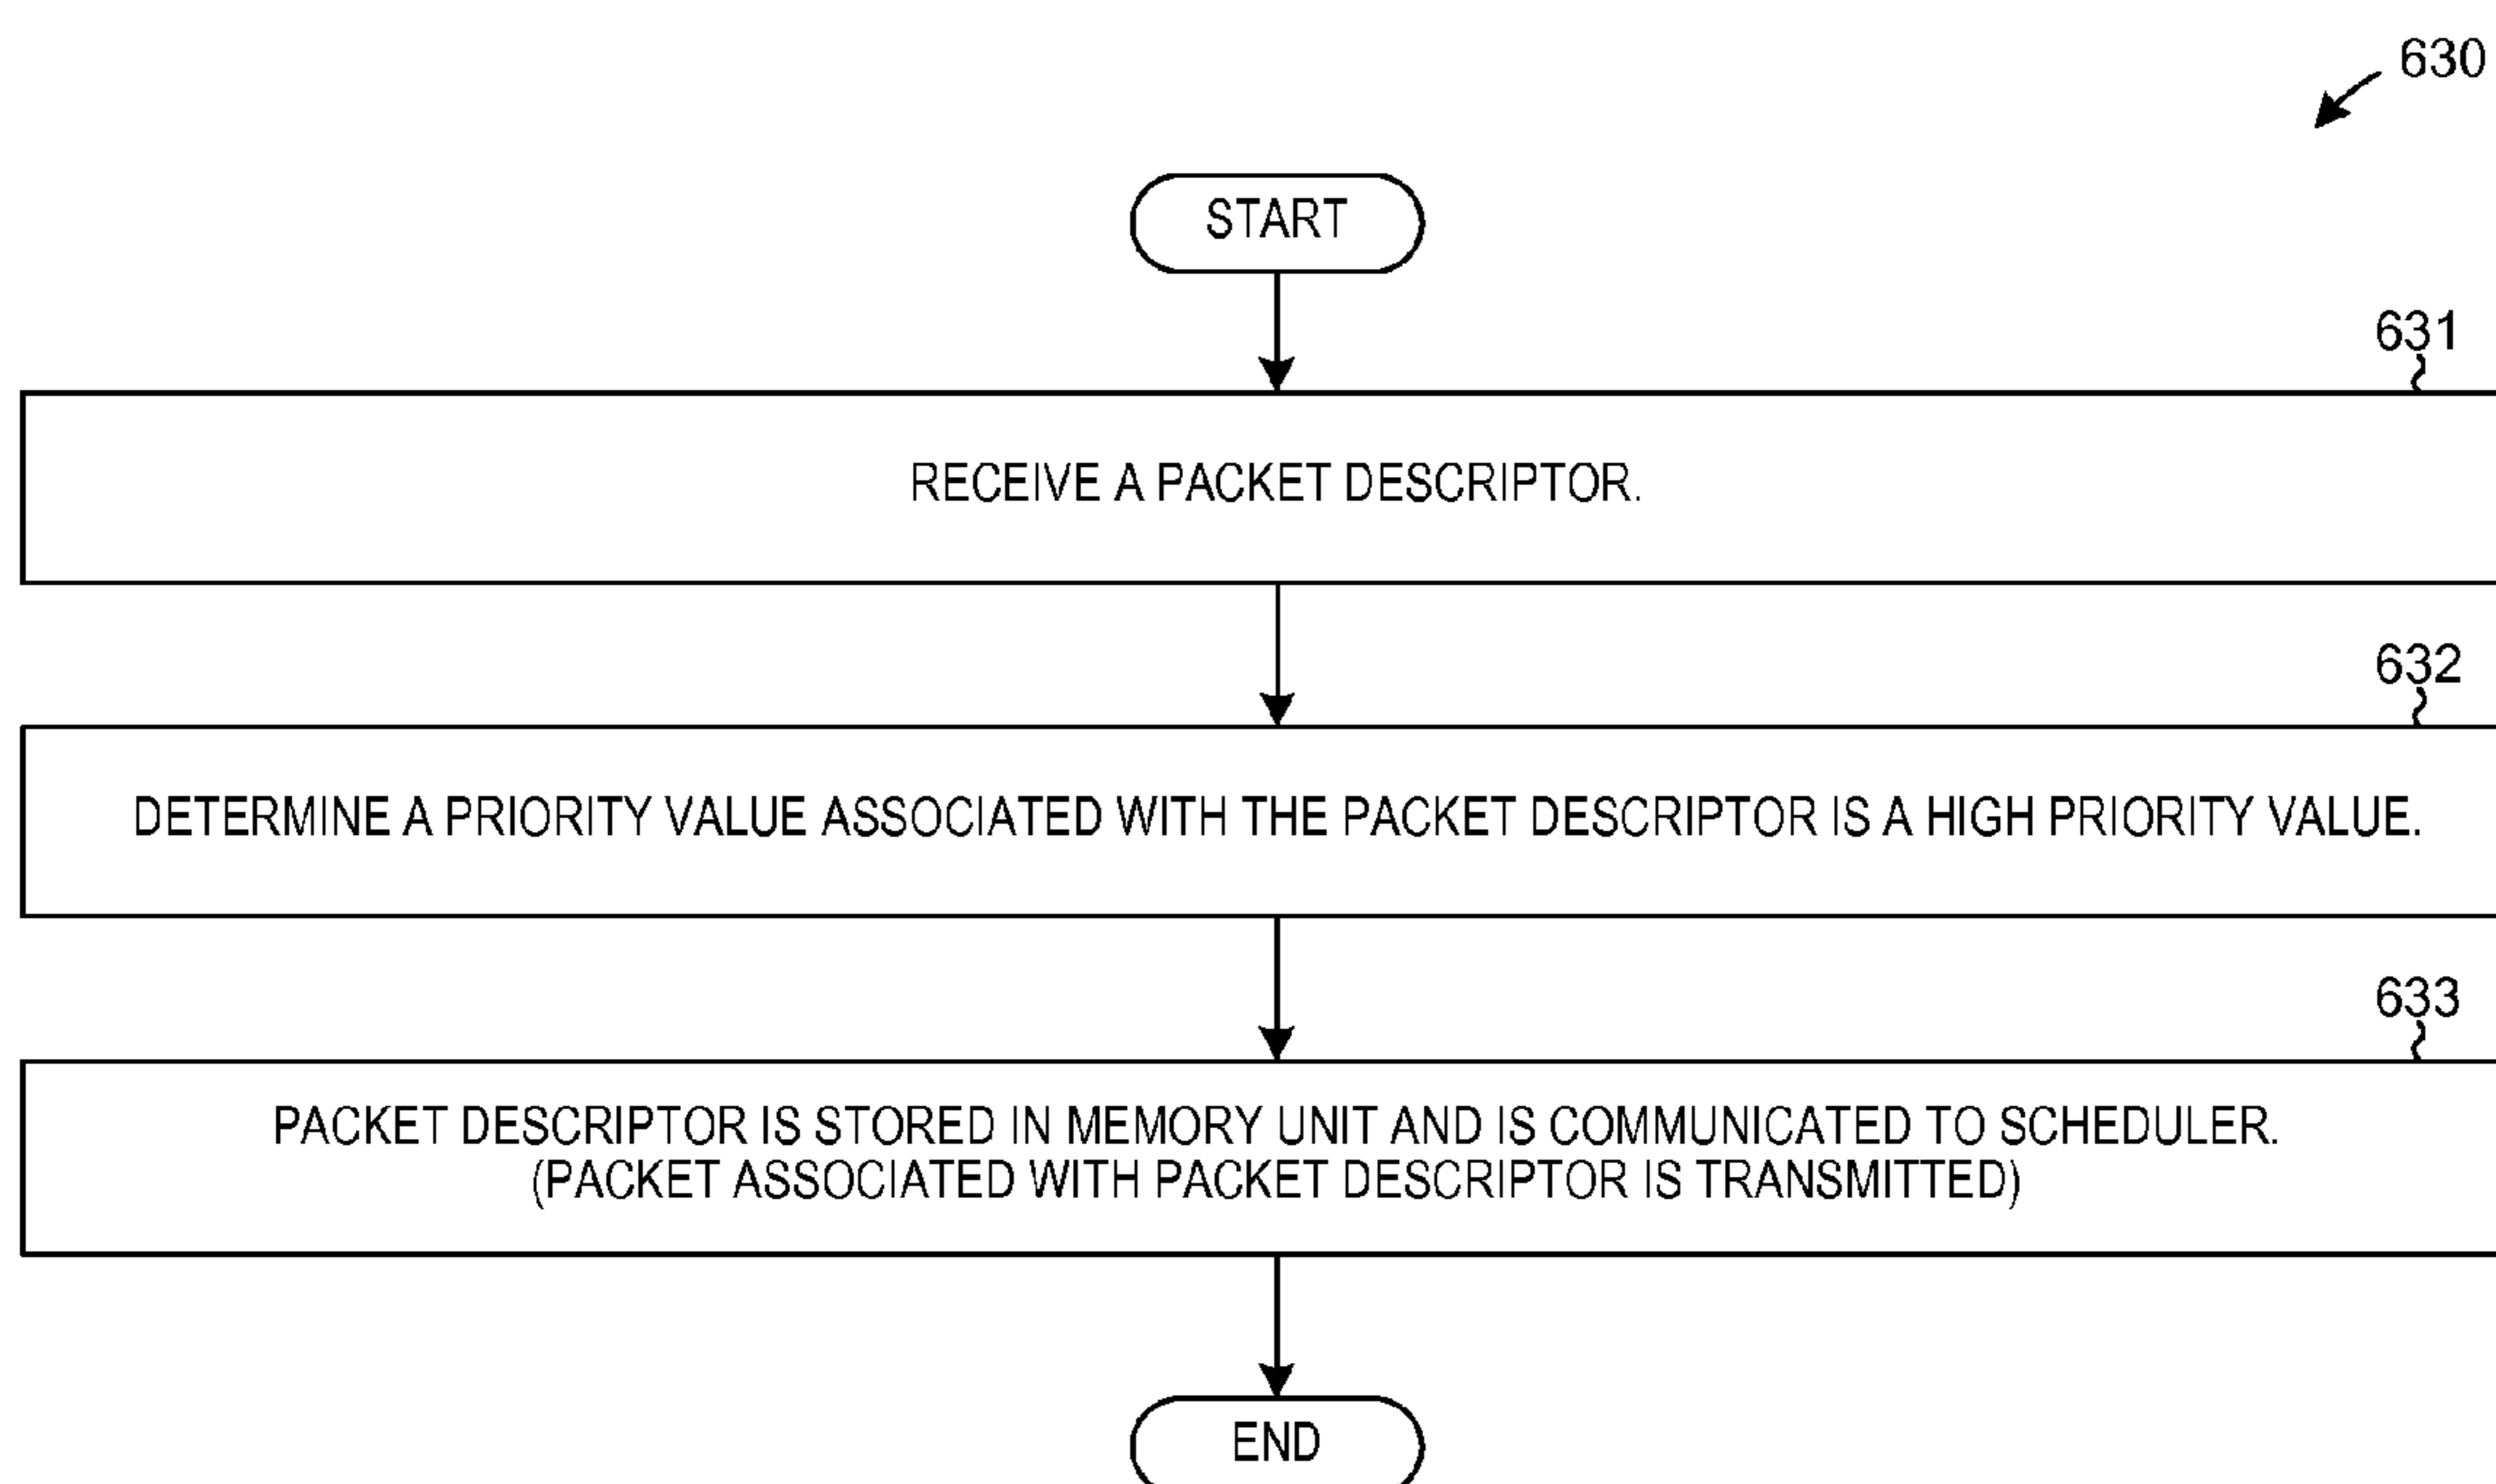 630
START
631
RECEIVE A PACKET DESCRIPTOR.
632
DETERMINE A PRIORITY VALUE ASSOCIATED WITH THE PACKET DESCRIPTOR IS A HIGH PRIORITY VALUE.
633
PACKET DESCRIPTOR IS STORED IN MEMORY UNIT AND IS COMMUNICATED TO SCHEDULER.
(PACKET ASSOCIATED WITH PACKET DESCRIPTOR IS TRANSMITTED)
END